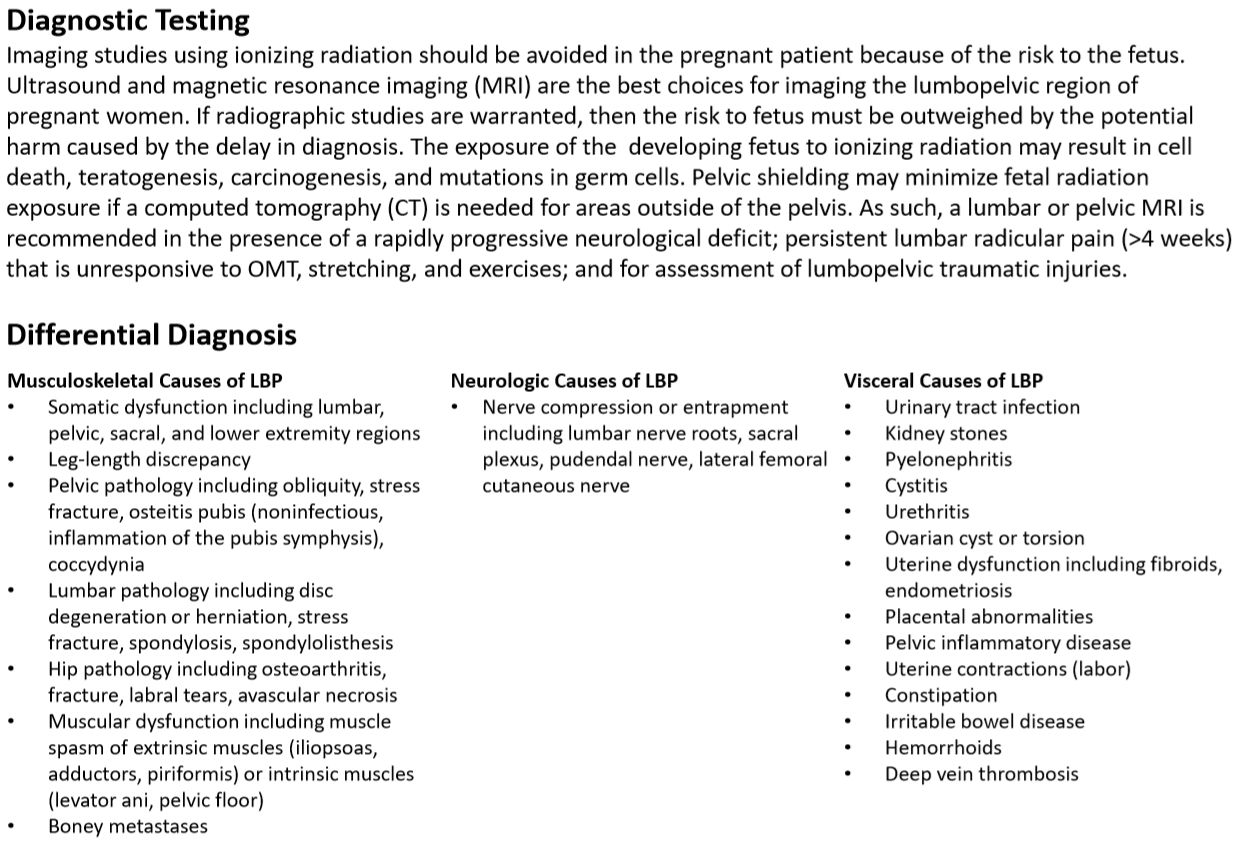 Diagnostic Testing
Imaging studies using ionizing radiation should be avoided in the pregnant patient because of the risk to the fetus.
Ultrasound and magnetic resonance imaging (MRI) are the best choices for imaging the lumbopelvic region of
pregnant women. If radiographic studies are warranted, then the risk to fetus must be outweighed by the potential
harm caused by the delay in diagnosis. The exposure of the  developing fetus to ionizing radiation may result in cell
death, teratogenesis, carcinogenesis, and mutations in germ cells. Pelvic shielding may minimize fetal radiation
exposure if a computed tomography (CT) is needed for areas outside of the pelvis. As such, a lumbar or pelvic MRI is
recommended in the presence of a rapidly progressive neurological deficit; persistent lumbar radicular pain (>4 weeks)
that is unresponsive to OMT, stretching, and exercises; and for assessment of lumbopelvic traumatic injuries.
Differential Diagnosis
Musculoskeletal Causes of LBP
• Somatic dysfunction including lumbar,
pelvic, sacral, and lower extremity regions
• Leg-length discrepancy
• Pelvic pathology including obliquity, stress
fracture, osteitis pubis (noninfectious,
inflammation of the pubis symphysis),
coccydynia
• Lumbar pathology including disc
degeneration or herniation, stress
fracture, spondylosis, spondylolisthesis
• Hip pathology including osteoarthritis,
fracture, labral tears, avascular necrosis
• Muscular dysfunction including muscle
spasm of extrinsic muscles (iliopsoas,
adductors, piriformis) or intrinsic muscles
(levator ani, pelvic floor)
• Boney metastases
Neurologic Causes of LBP
• Nerve compression or entrapment
including lumbar nerve roots, sacral
plexus, pudendal nerve, lateral femoral
cutaneous nerve
Visceral Causes of LBP
• Urinary tract infection
• Kidney stones
• Pyelonephritis
• Cystitis
• Urethritis
• Ovarian cyst or torsion
• Uterine dysfunction including fibroids,
endometriosis
• Placental abnormalities
• Pelvic inflammatory disease
• Uterine contractions (labor)
• Constipation
• Irritable bowel disease
• Hemorrhoids
• Deep vein thrombosis